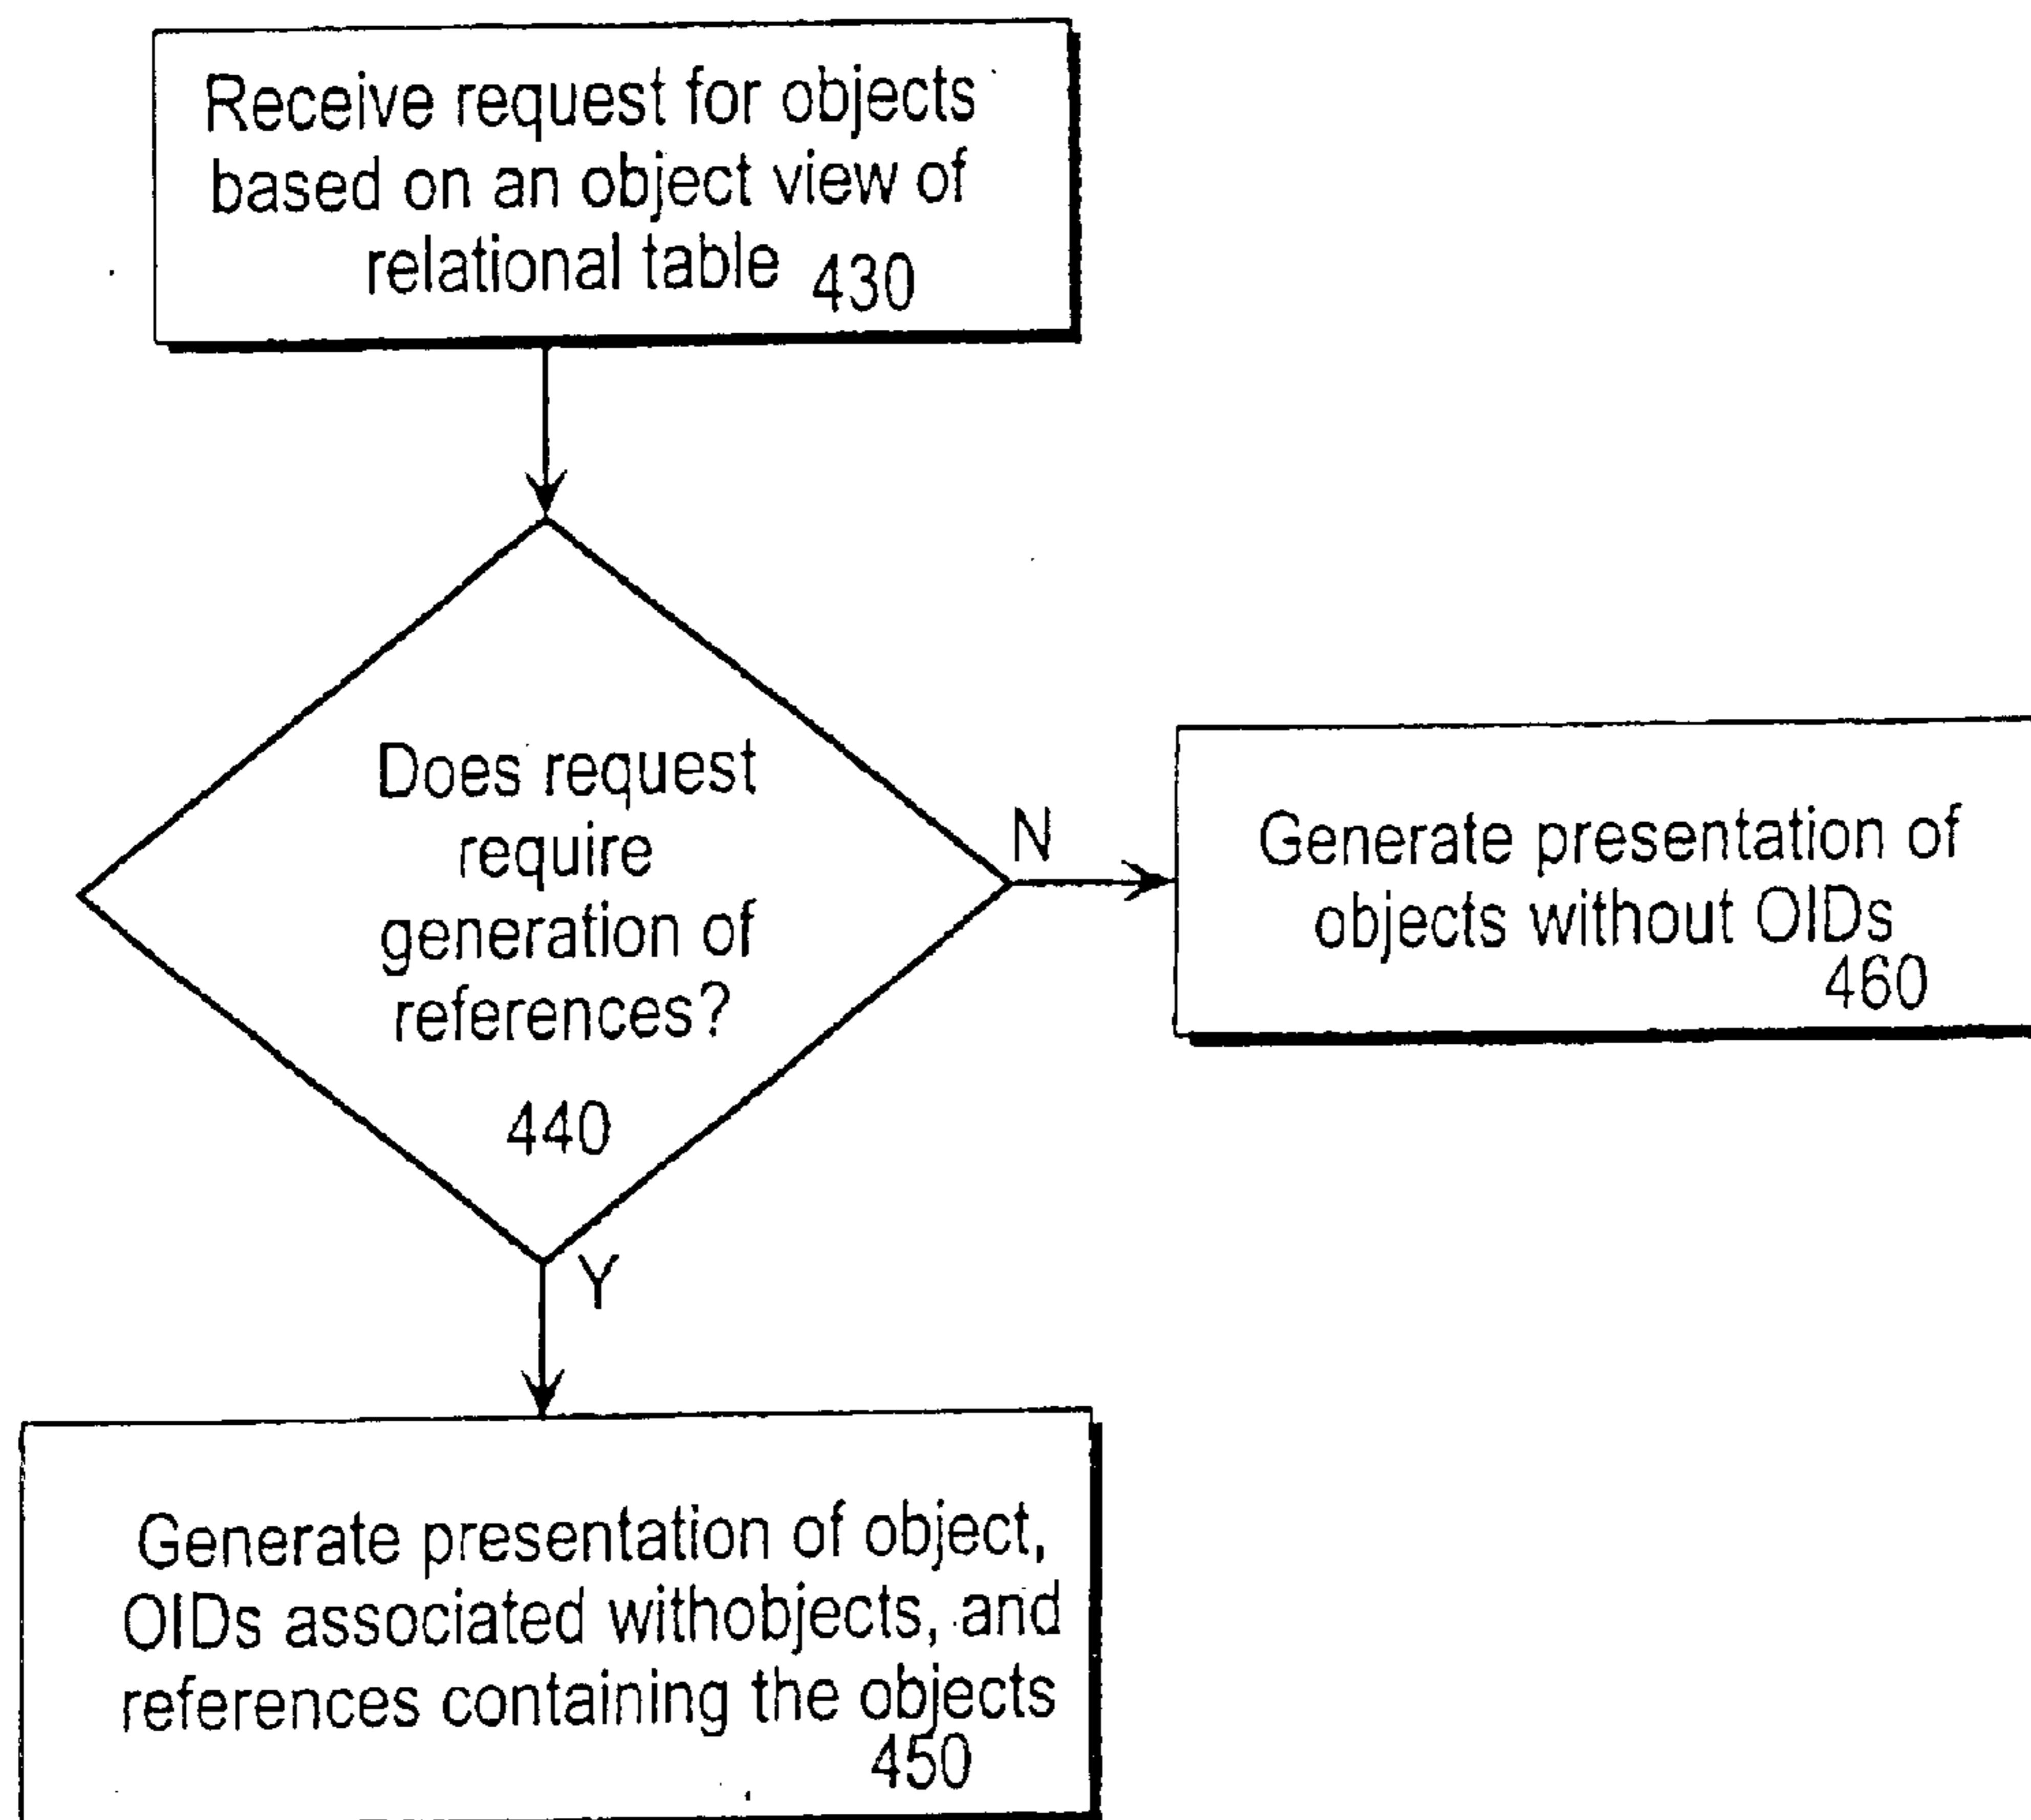 Receive request for objects
based on an object view of
relational table 430
Does request
require
generation of
references?
440
N
Generate presentation of
objects without OIDs
460
Y
Generate presentation of object,
OIDs associated withobjects, and
references containing the objects
450